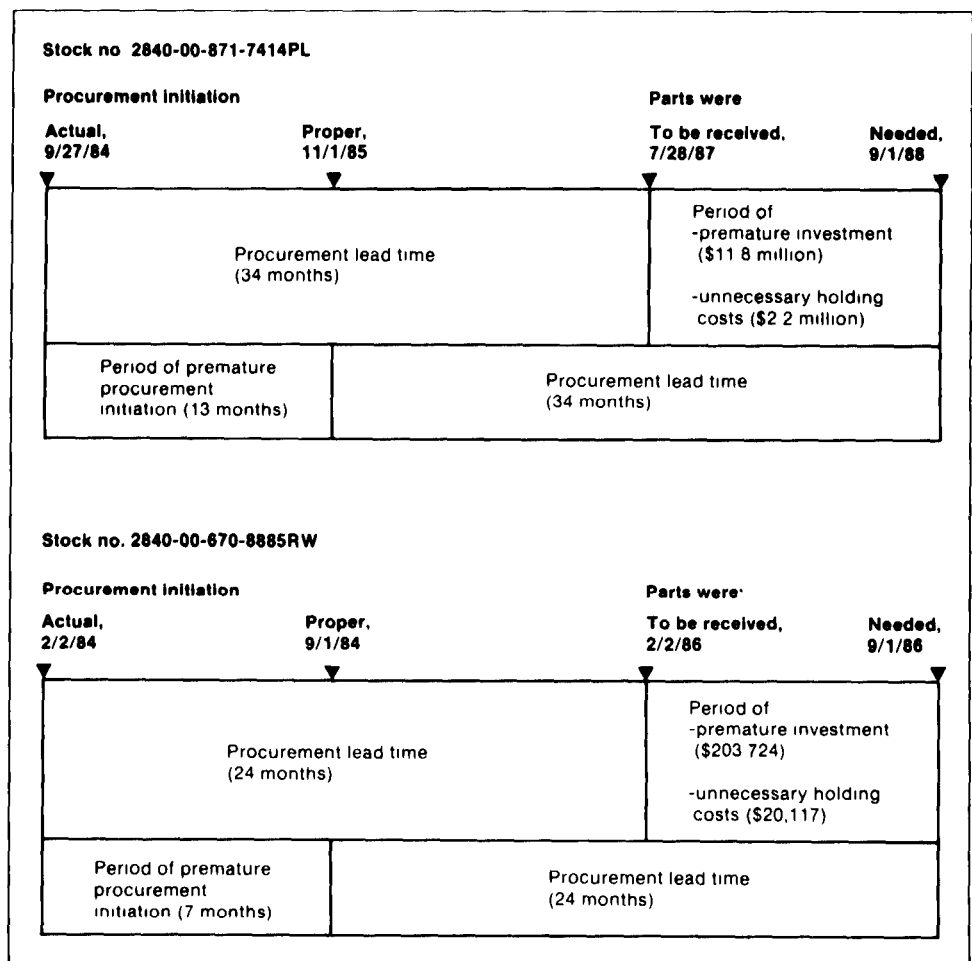 Stock no 2840-00-871-7414PL
Procurement initiation
Parts were
Actual,
9/27/84
Proper,
11/1/85
To be received,
7/28/87
Needed,
9/1/88
Procurement lead time
(34 months)
Period of
-premature investment
($11 8 million)
-unnecessary holding
costs ($2 2 million)
Period of premature
procurement
initiation (13 months)
Procurement lead time
(34 months)
Stock no. 2840-00-670-8885RW
Procurement initiation
Parts were·
Actual,
2/2/84
Proper,
9/1/84
To be received,
2/2/86
Needed,
9/1/86
Procurement lead time
(24 months)
Period of
-premature investment
($203 724)
-unnecessary holding
costs ($20,117)
Period of premature
procurement
initiation (7 months)
Procurement lead time
(24 months)